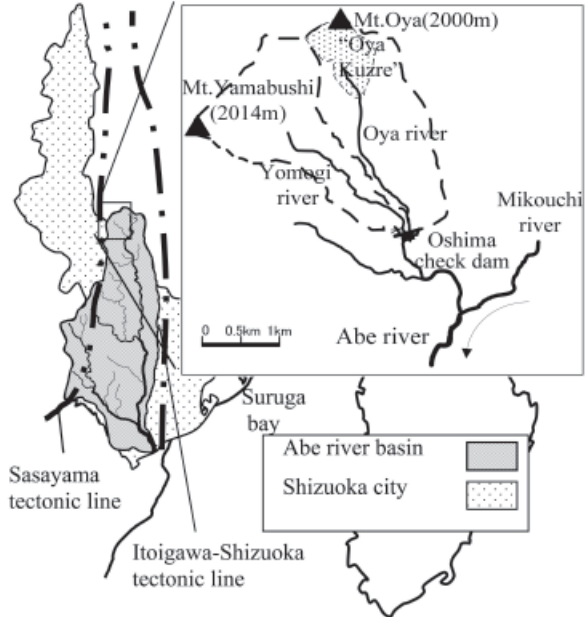 Mt.Oya(2000m)
"Oya
Kuzre"
Mt.Yamabushi
(2014m)
Oya river
Yomogi
river
Mikouchi
river
Oshima
check dam
0 0.5km 1km
Abe river
Suruga
bay
Abe river basin
Shizuoka city
Sasayama
tectonic line
Itoigawa-Shizuoka
tectonic line